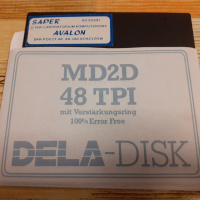 SAPER
AVALON
MD2D
48 TPI
mit Verstärkungsring
100% Error Free
DELA-DISK